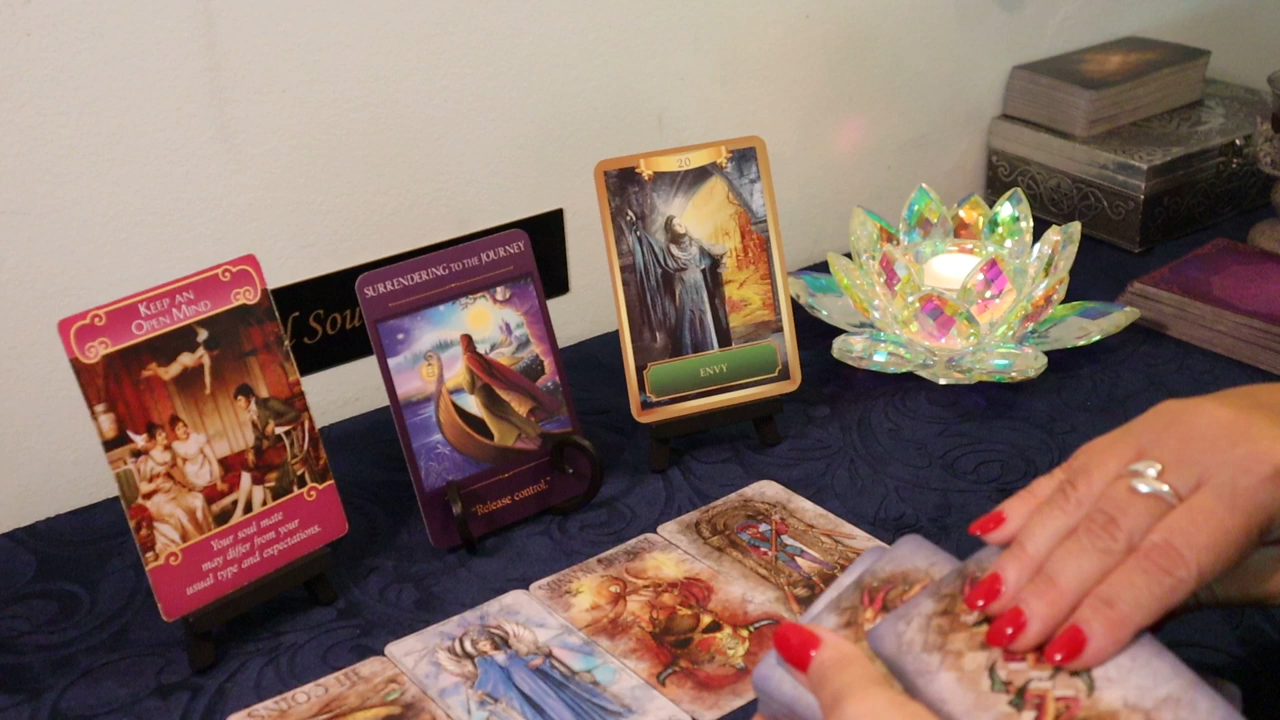 KEEP AN
OPEN MIND
Your soul mate
may differ from your
usual type and expectations.
Sou
SURRENDERING TO THE JOURNEY
"Release control."
20
ENVY
III COINS